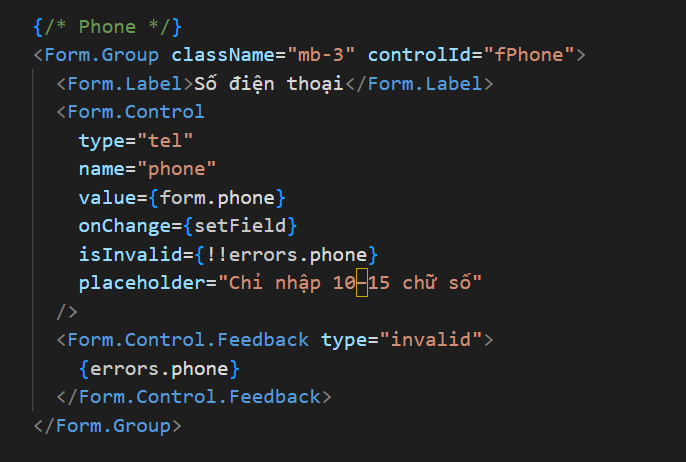 {/* Phone */}
<Form.Group className="mb-3" controlId="fPhone">
<Form.Label>Số điện thoại</Form.Label>
<Form.Control
type="tel"
name="phone"
value={form.phone}
onChange={setField}
isInvalid={!!errors.phone}
placeholder="Chỉ nhập 10–15 chữ số"
/>
<Form.Control.Feedback type="invalid">
{errors.phone}
</Form.Control.Feedback>
</Form.Group>